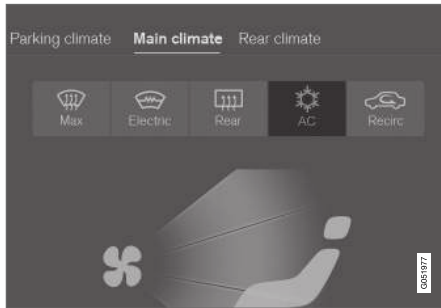 Parking climate Main climate Rear climate
Max Electric Rear AC Recirc
G051977